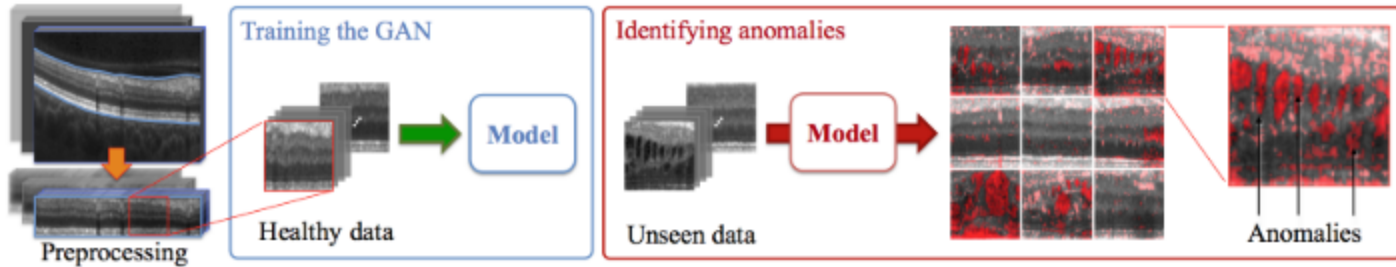 Training the GAN
Identifying anomalies
Model
Model
Preprocessing
Healthy data
Unseen data
Anomalies